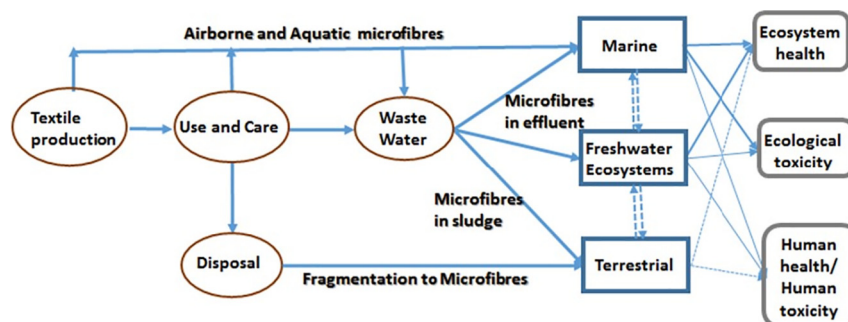 Airborne and Aquatic microfibres
Textile
production
Use and Care
Waste
Water
Disposal
Microfibres
in effluent
Microfibres
in sludge
Fragmentation to Microfibres
Marine
Freshwater
Ecosystems
Terrestrial
Ecosystem
health
Ecological
toxicity
Human
health/
Human
toxicity